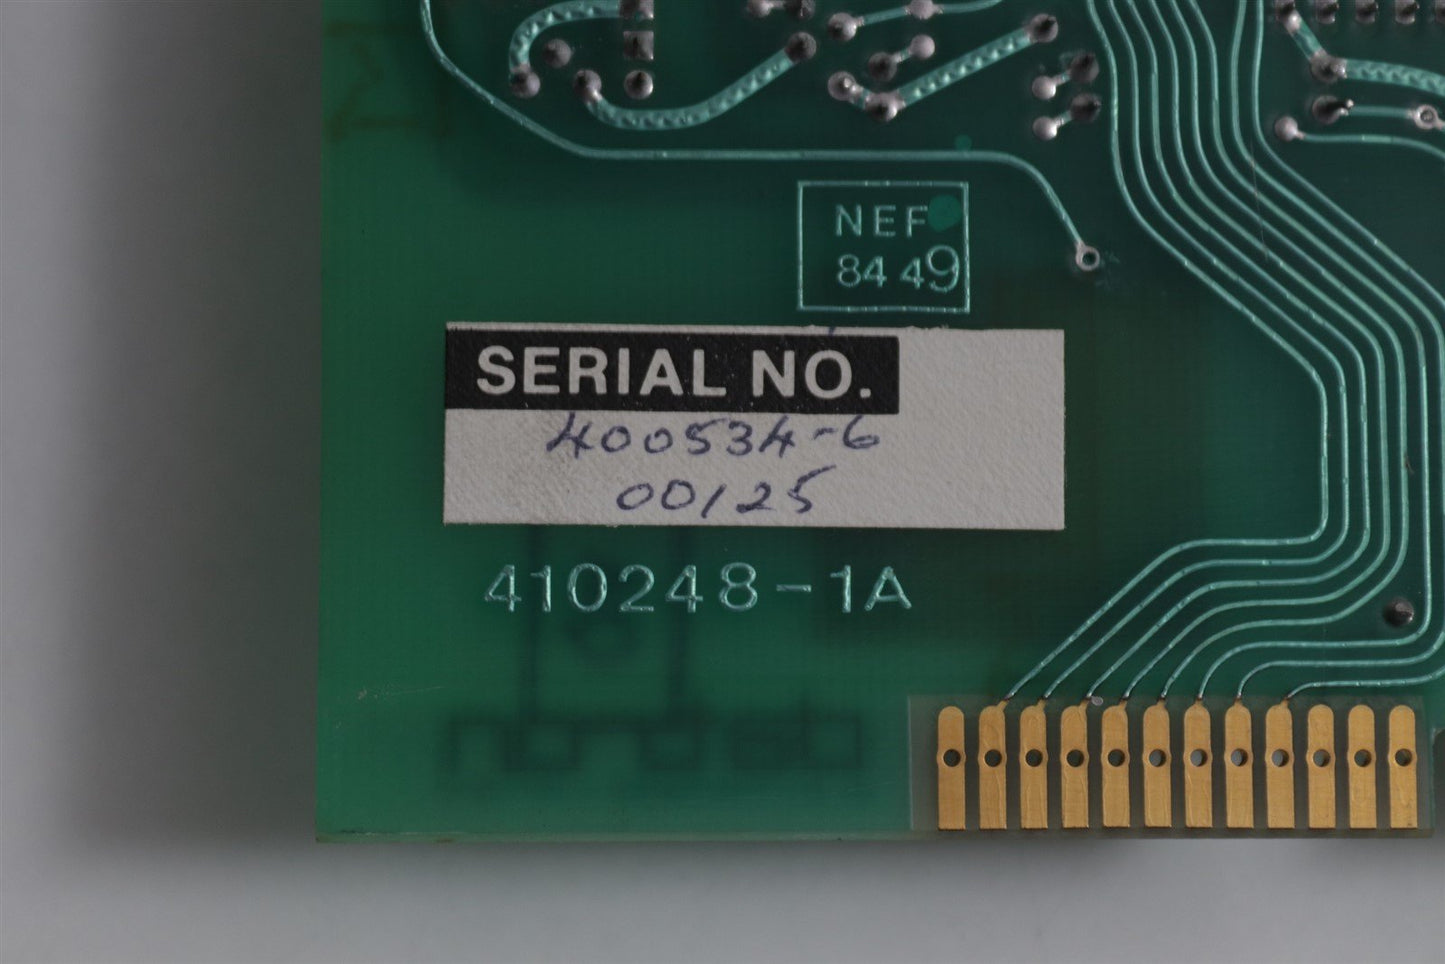 NEF
84 49
SERIAL NO.
400534-6
00125
410248-1A